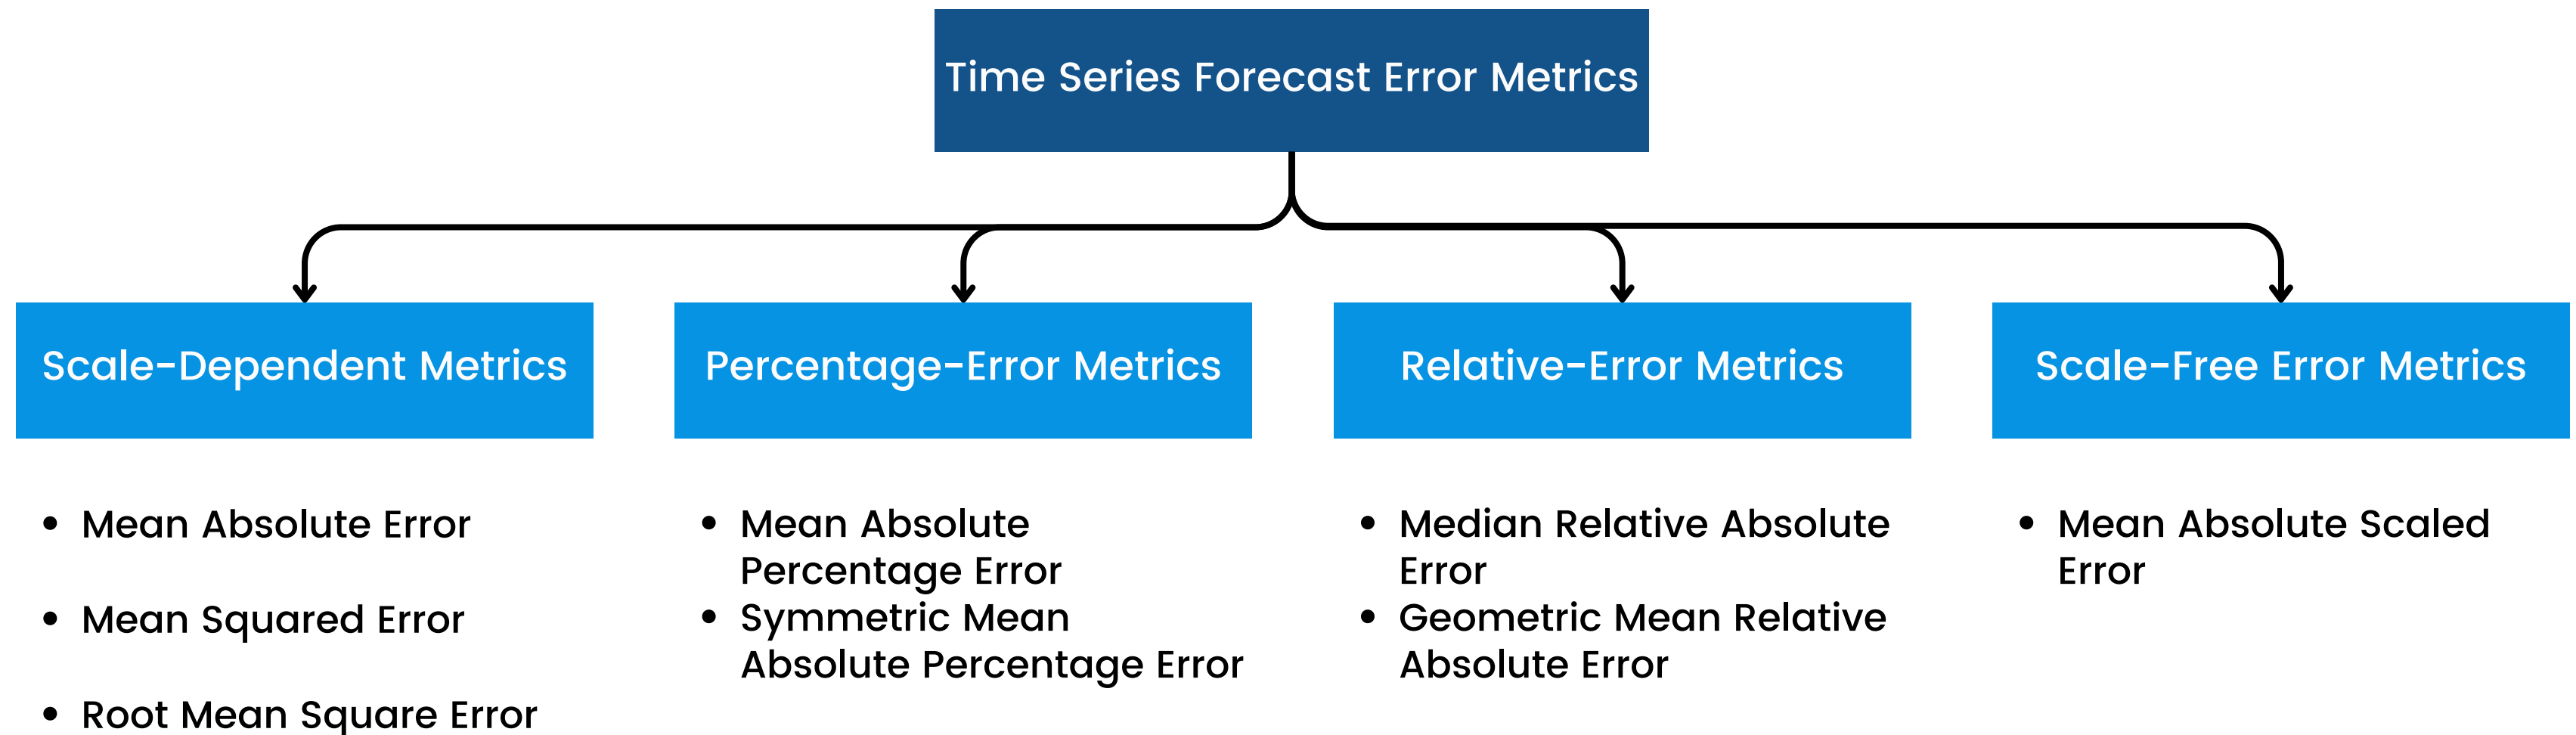 Time Series Forecast Error Metrics
Scale-Dependent Metrics
Percentage-Error Metrics
Relative-Error Metrics
Scale-Free Error Metrics
• Mean Absolute Error
• Mean Squared Error
• Root Mean Square Error
• Mean Absolute
Percentage Error
• Symmetric Mean
Absolute Percentage Error
• Median Relative Absolute
Error
• Geometric Mean Relative
Absolute Error
• Mean Absolute Scaled
Error